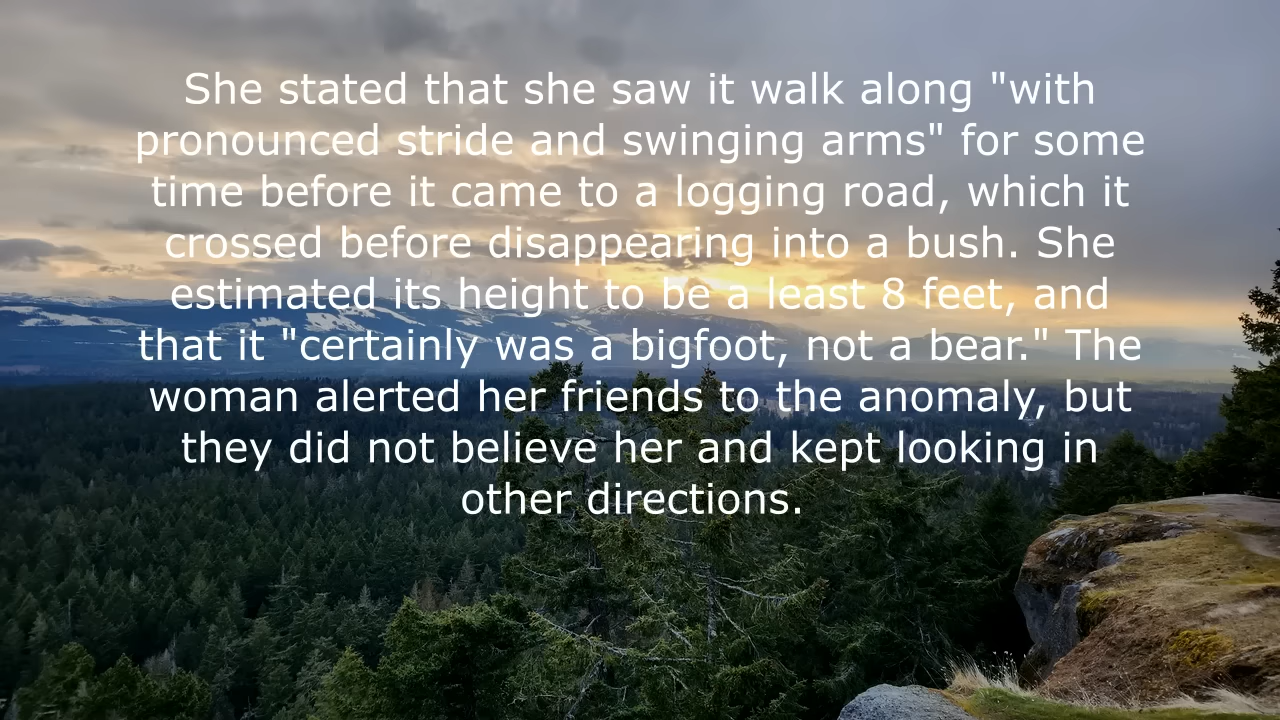 She stated that she saw it walk along "with
pronounced stride and swinging arms" for some
time before it came to a logging road, which it
crossed before disappearing into a bush. She
estimated its height to be a least 8 feet, and
that it "certainly was a bigfoot, not a bear." The
woman alerted her friends to the anomaly, but
they did not believe her and kept looking in
other directions.